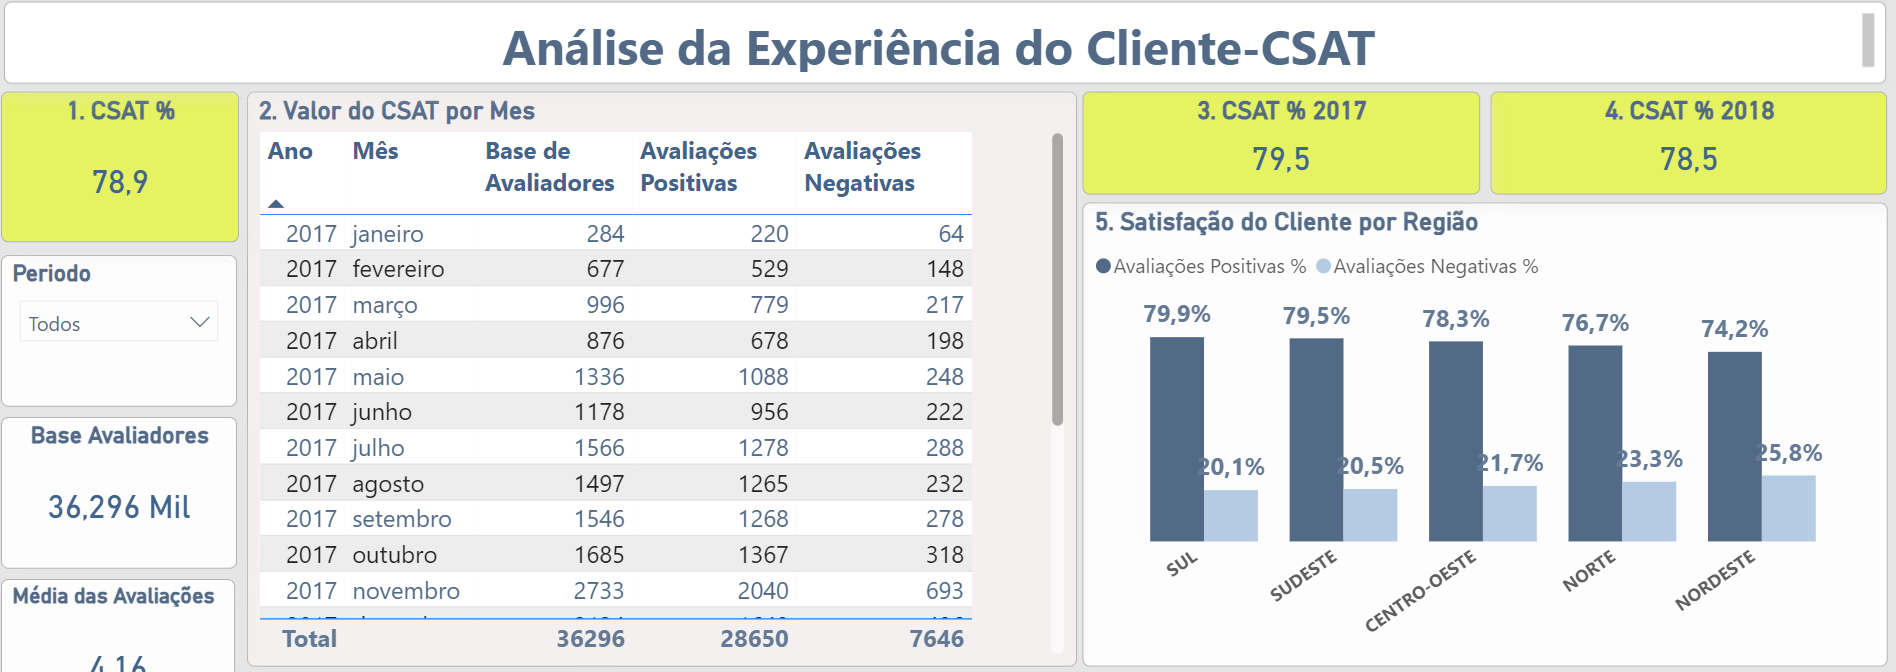 Análise da Experiência do Cliente-CSAT
1. CSAT %
78,9
Periodo
Todos
Base Avaliadores
36,296 Mil
Média das Avaliações
4,16
2. Valor do CSAT por Mes
Ano Mês Base de Avaliadores Avaliações Positivas Avaliações Negativas
2017 janeiro 284 220 64
2017 fevereiro 677 529 148
2017 março 996 779 217
2017 abril 876 678 198
2017 maio 1336 1088 248
2017 junho 1178 956 222
2017 julho 1566 1278 288
2017 agosto 1497 1265 232
2017 setembro 1546 1268 278
2017 outubro 1685 1367 318
2017 novembro 2733 2040 693
Total 36296 28650 7646
3. CSAT % 2017
79,5
4. CSAT % 2018
78,5
5. Satisfação do Cliente por Região
Avaliações Positivas % Avaliações Negativas %
79,9% 79,5% 78,3% 76,7% 74,2%
20,1% 20,5% 21,7% 23,3% 25,8%
SUL
SUDESTE
CENTRO-OESTE
NORTE
NORDESTE